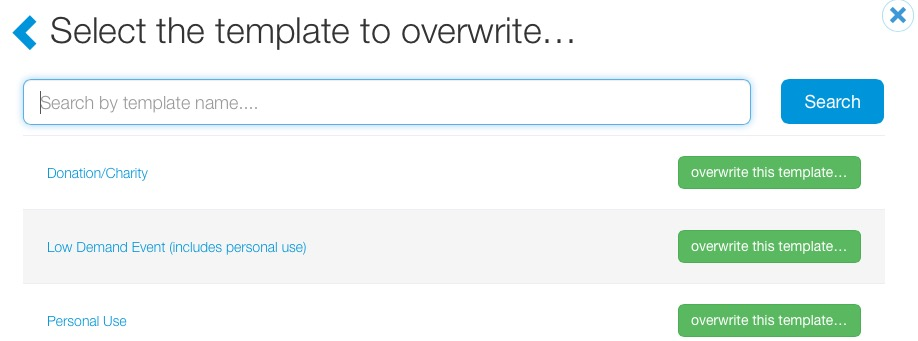 Select the template to overwrite...
Search by template name....
Search
Donation/Charity
overwrite this template...
Low Demand Event (includes personal use)
overwrite this template...
Personal Use
overwrite this template...